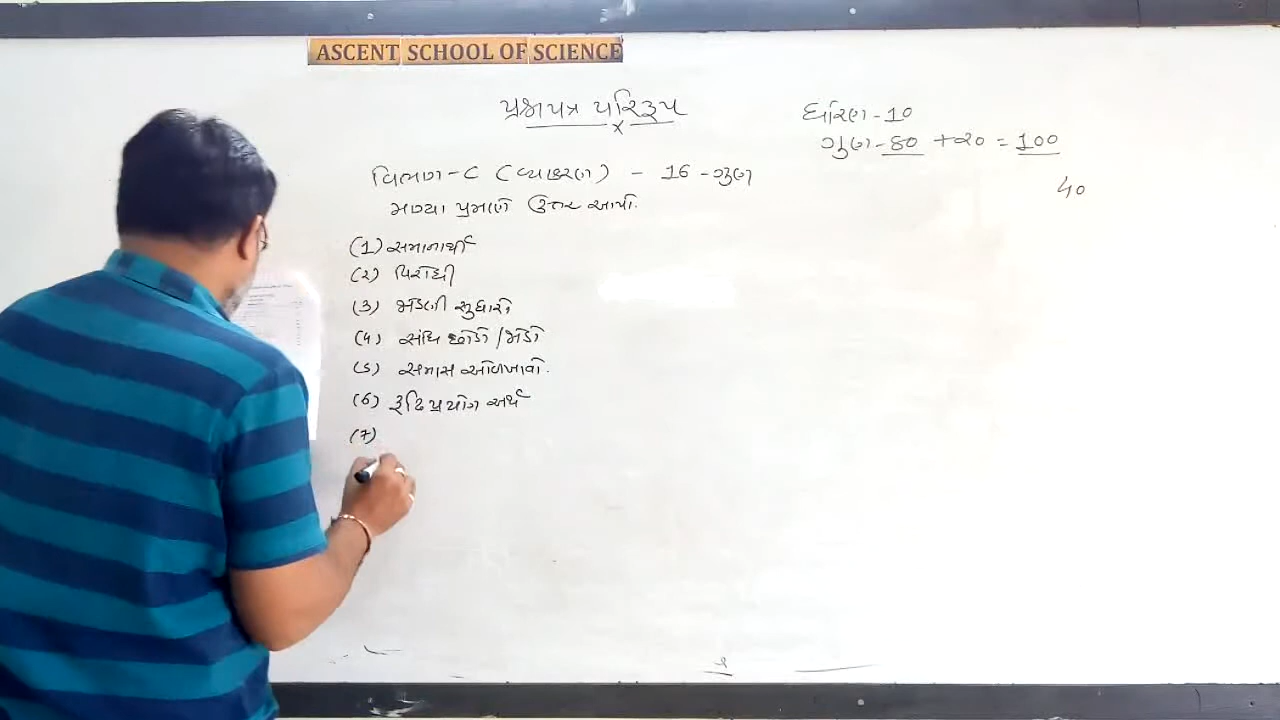 ASCENT SCHOOL OF SCIENCE
પ્રશ્નપત્ર પરિરૂપ
ધોરણ-10
ગુણ-80 +20 = 100
40
વિભાગ-C (વ્યાકરણ) - 16-ગુણ
માગ્યા પ્રમાણે ઉત્તર આપો.
(1) સમાનાર્થી
(2) વિરોધી
(3) જોડણી સુધારો
(4) સંધિ છોડો/જોડો
(5) સમાસ ઓળખાવો.
(6) રૂઢિપ્રયોગ અર્થ
(7)